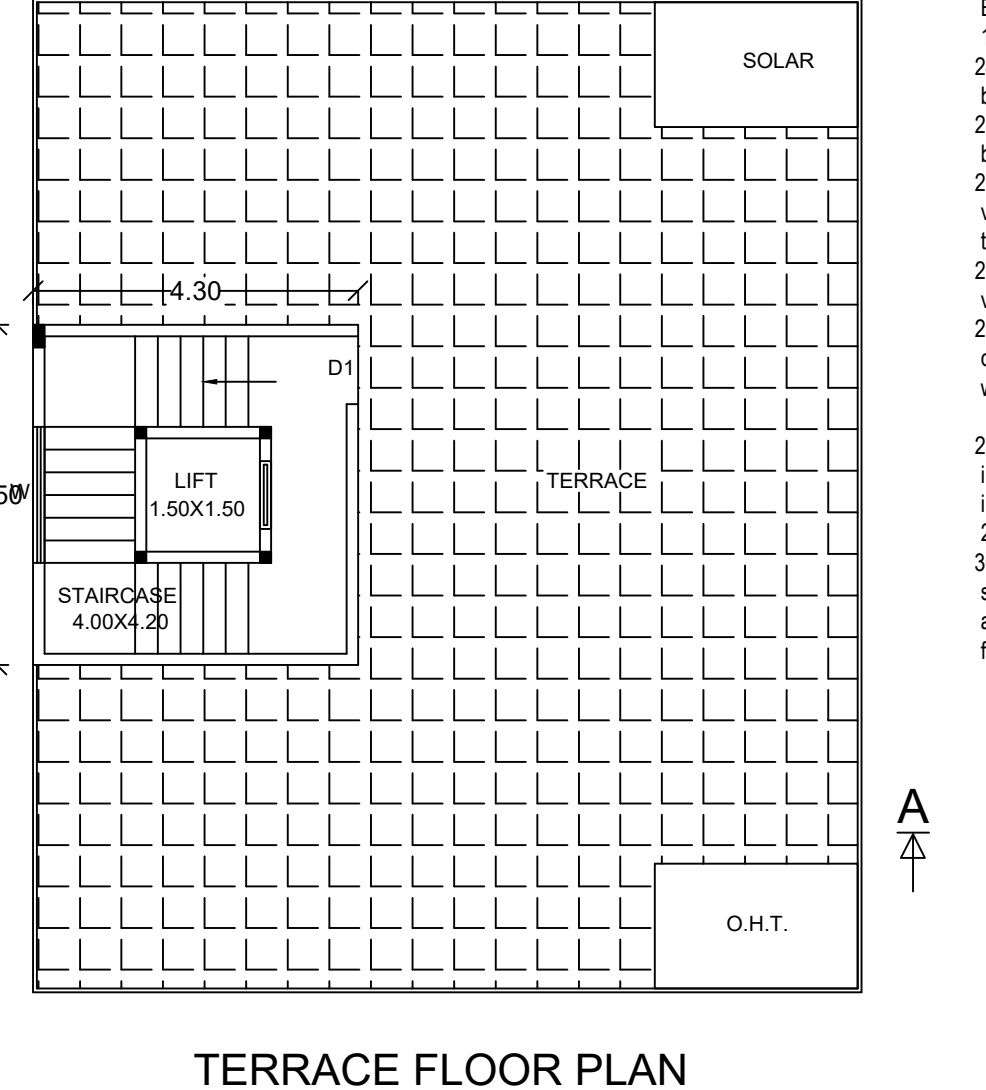 SOLAR
4.30
D1
LIFT
1.50X1.50
TERRACE
W
STAIRCASE
4.00X4.20
A
O.H.T.
TERRACE FLOOR PLAN